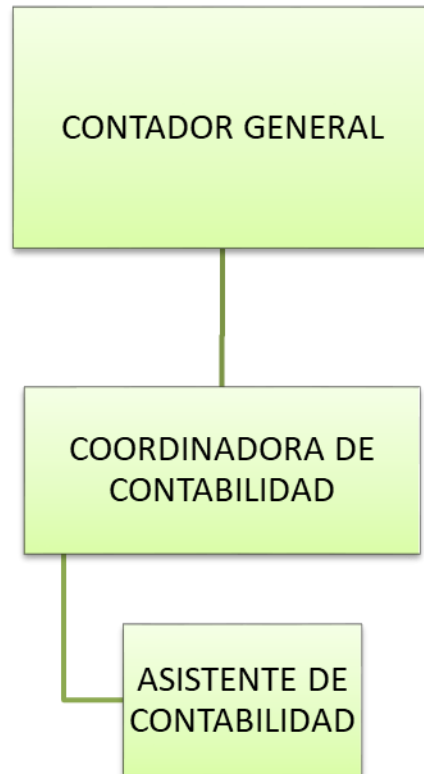 CONTADOR GENERAL
COORDINADORA DE
CONTABILIDAD
ASISTENTE DE
CONTABILIDAD